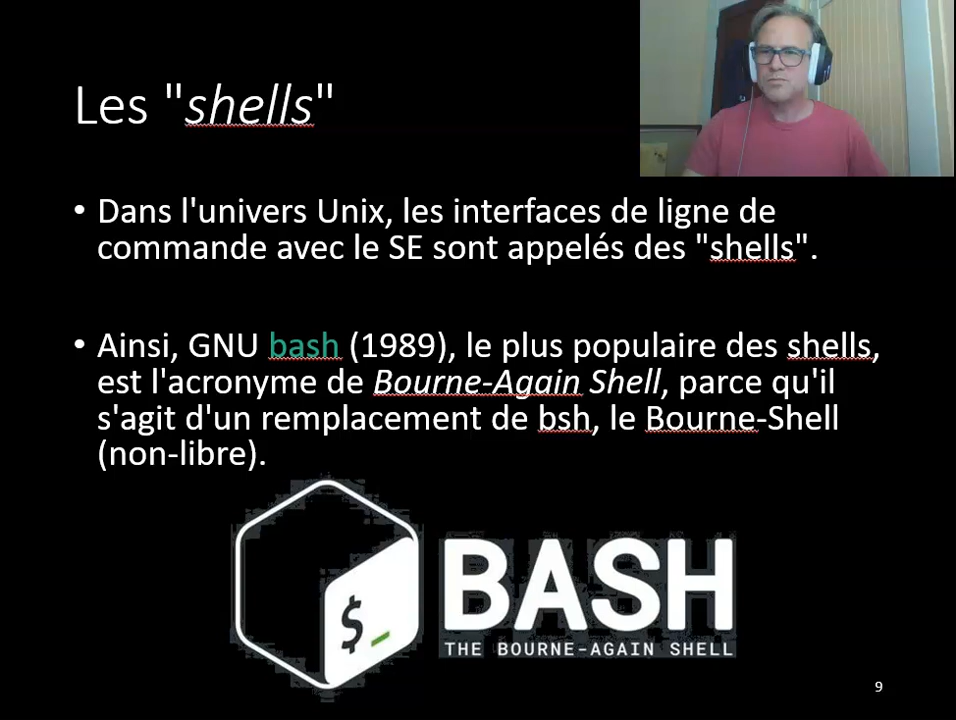 Les "shells"
• Dans l'univers Unix, les interfaces de ligne de
commande avec le SE sont appelés des "shells".
• Ainsi, GNU bash (1989), le plus populaire des shells,
est l'acronyme de Bourne-Again Shell, parce qu'il
s'agit d'un remplacement de bsh, le Bourne-Shell
(non-libre).
$_
BASH
THE BOURNE-AGAIN SHELL
9